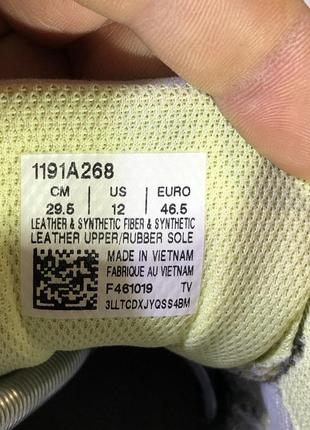 1191A268
CM US EURO
29.5 12 46.5
LEATHER & SYNTHETIC FIBER & SYNTHETIC
LEATHER UPPER/RUBBER SOLE
MADE IN VIETNAM
FABRIQUE AU VIETNAM
F461019 TV
3LLTCDXJYQSS4BM